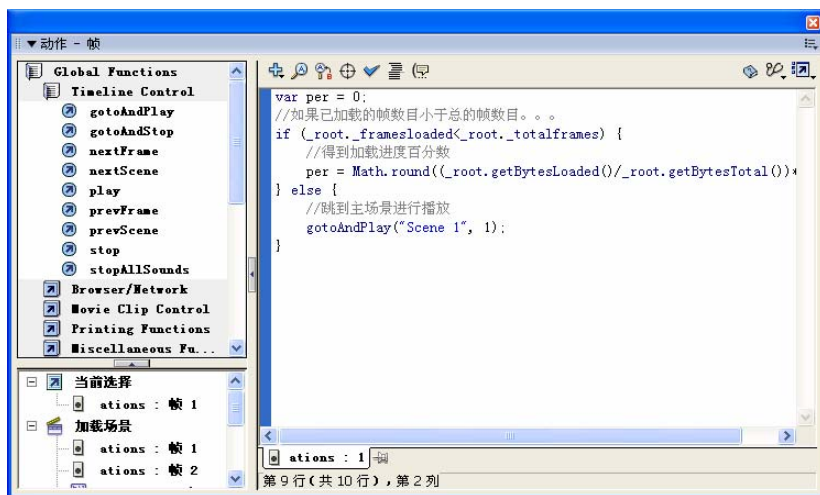 动作 - 帧
Global Functions
Timeline Control
gotoAndPlay
gotoAndStop
nextFrame
nextScene
play
prevFrame
prevScene
stop
stopAllSounds
Browser/Network
Movie Clip Control
Printing Functions
Miscellaneous Fu...
当前选择
ations : 帧 1
加载场景
ations : 帧 1
ations : 帧 2
var per = 0;
//如果已加载的帧数目小于总的帧数目。。。
if (_root._framesloaded<_root._totalframes) {
//得到加载进度百分数
per = Math.round((_root.getBytesLoaded()/_root.getBytesTotal())*
} else {
//跳到主场景进行播放
gotoAndPlay("Scene 1", 1);
}
ations : 1
第 9 行(共 10 行), 第 2 列